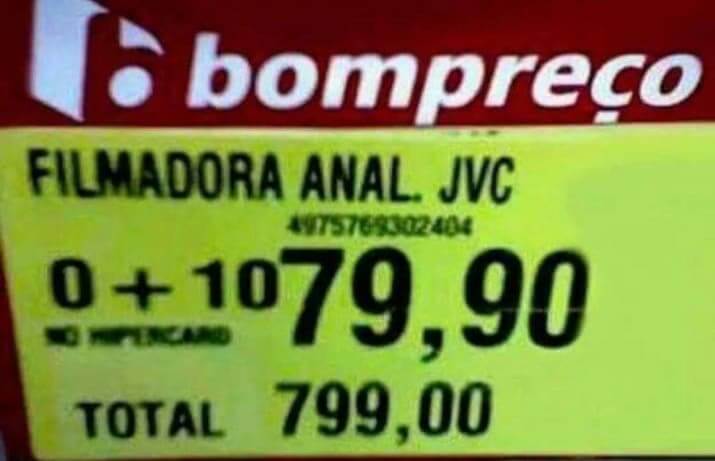 bompreço
FILMADORA ANAL. JVC
4975769302404
0 + 10 79,90
NO HIPERCARD
TOTAL 799,00